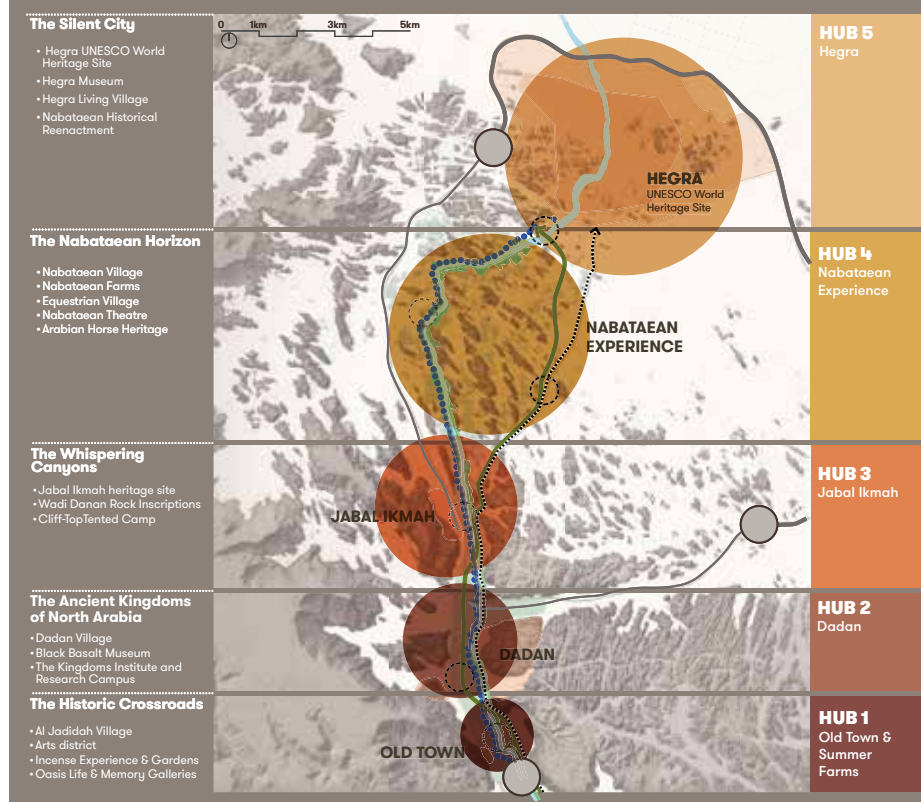 The Silent City
• Hegra UNESCO World
Heritage Site
• Hegra Museum
• Hegra Living Village
• Nabataean Historical
Reenactment
0 1km 3km 5km
HEGRA
UNESCO World
Heritage Site
HUB 5
Hegra
The Nabataean Horizon
• Nabataean Village
• Nabataean Farms
• Equestrian Village
• Nabataean Theatre
• Arabian Horse Heritage
NABATAEAN
EXPERIENCE
HUB 4
Nabataean
Experience
The Whispering
Canyons
• Jabal Ikmah heritage site
• Wadi Danan Rock Inscriptions
• Cliff-TopTented Camp
JABAL IKMAH
HUB 3
Jabal Ikmah
The Ancient Kingdoms
of North Arabia
• Dadan Village
• Black Basalt Museum
• The Kingdoms Institute and
Research Campus
DADAN
HUB 2
Dadan
The Historic Crossroads
• Al Jadidah Village
• Arts district
• Incense Experience & Gardens
• Oasis Life & Memory Galleries
OLD TOWN
HUB 1
Old Town &
Summer
Farms